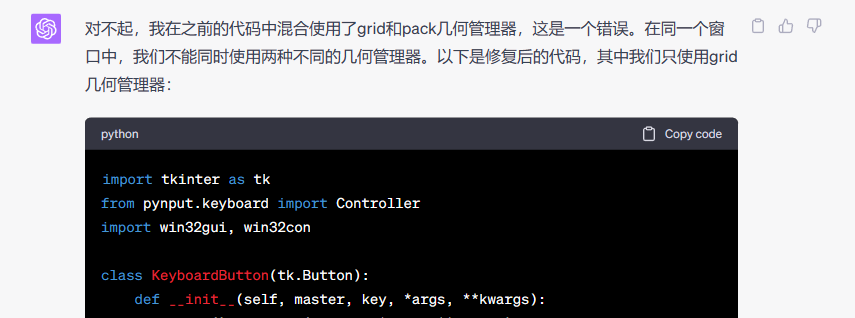 对不起，我在之前的代码中混合使用了grid和pack几何管理器，这是一个错误。在同一个窗
口中，我们不能同时使用两种不同的几何管理器。以下是修复后的代码，其中我们只使用grid
几何管理器：
python Copy code
import tkinter as tk
from pynput.keyboard import Controller
import win32gui, win32con
class KeyboardButton(tk.Button):
def __init__(self, master, key, *args, **kwargs):